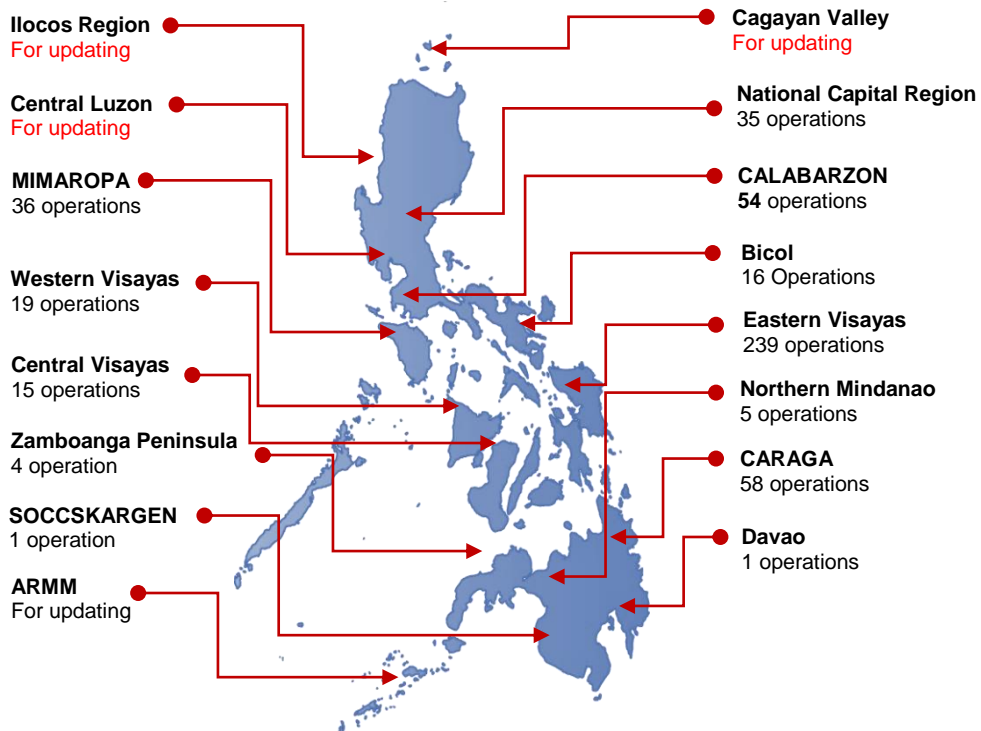 Ilocos Region
For updating
Central Luzon
For updating
MIMAROPA
36 operations
Western Visayas
19 operations
Central Visayas
15 operations
Zamboanga Peninsula
4 operation
SOCCSKARGEN
1 operation
ARMM
For updating
Cagayan Valley
For updating
National Capital Region
35 operations
CALABARZON
54 operations
Bicol
16 Operations
Eastern Visayas
239 operations
Northern Mindanao
5 operations
CARAGA
58 operations
Davao
1 operations